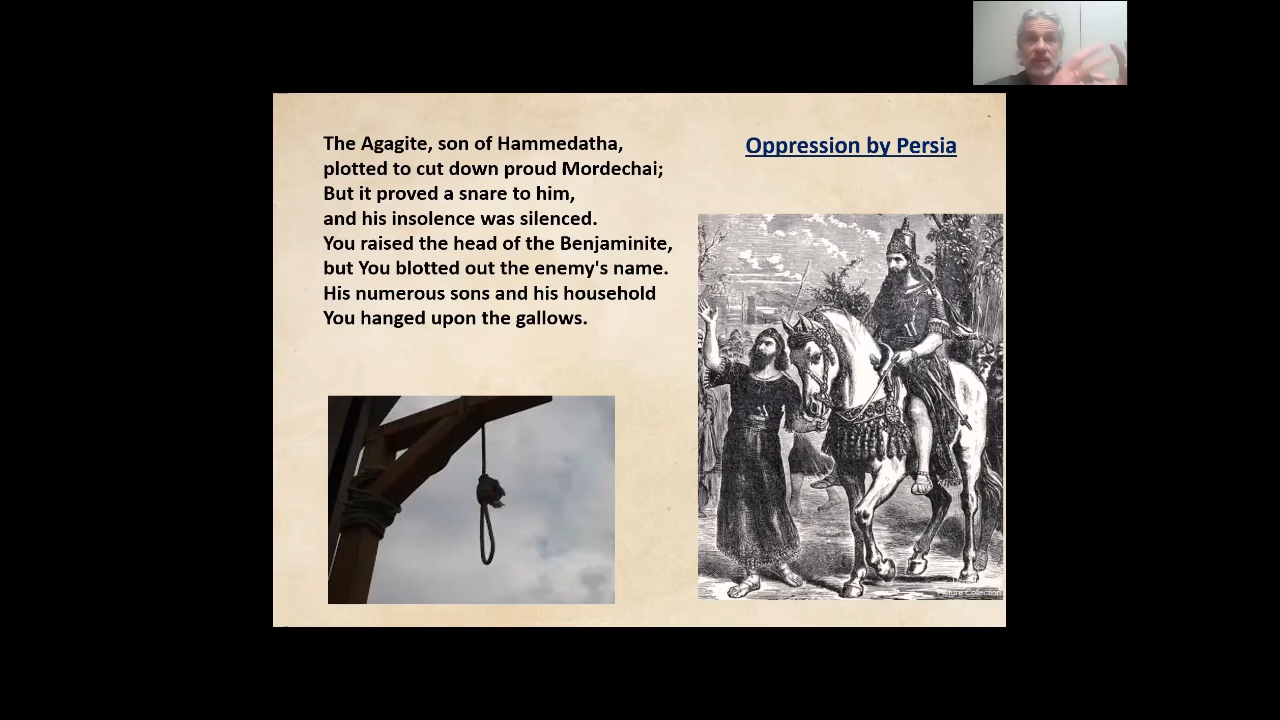 The Agagite, son of Hammedatha,
plotted to cut down proud Mordechai;
But it proved a snare to him,
and his insolence was silenced.
You raised the head of the Benjaminite,
but You blotted out the enemy's name.
His numerous sons and his household
You hanged upon the gallows.
Oppression by Persia
Picture Collection